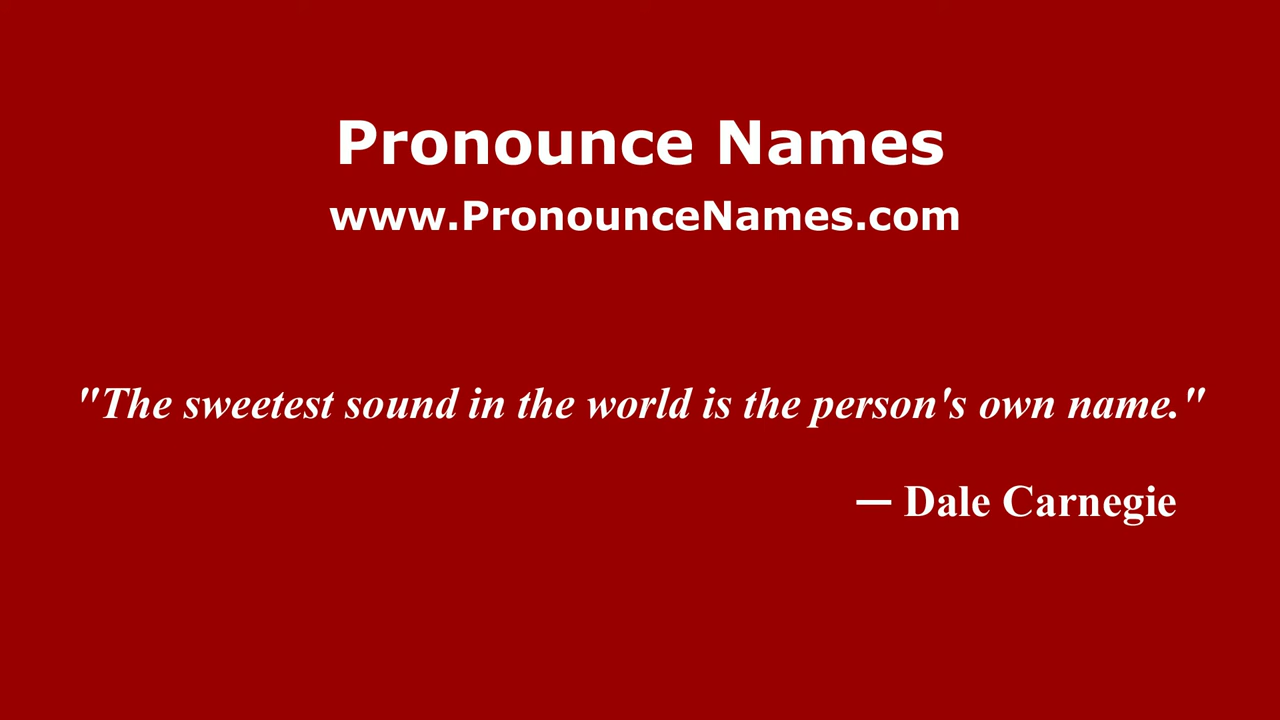 Pronounce Names
www.PronounceNames.com
"The sweetest sound in the world is the person's own name."
— Dale Carnegie